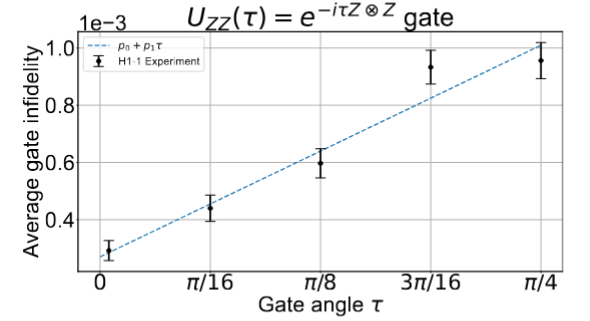 U_ZZ(τ) = e^{-iτZ⊗Z} gate
1e−3
p₀ + p₁τ
H1-1 Experiment
Average gate infidelity
1.0
0.8
0.6
0.4
0 π/16 π/8 3π/16 π/4
Gate angle τ